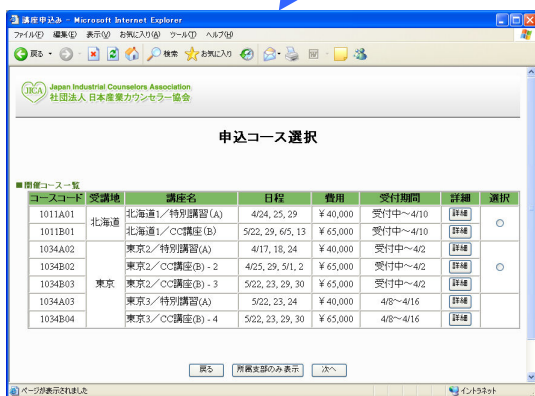 講座申込み - Microsoft Internet Explorer
ファイル(F) 編集(E) 表示(V) お気に入り(A) ツール(T) ヘルプ(H)
戻る 検索 お気に入り
JICA Japan Industrial Counselors Association
社団法人 日本産業カウンセラー協会
申込コース選択
■開催コース一覧
コースコード 受講地 講座名 日程 費用 受付期間 詳細 選択
1011A01 北海道 北海道1／特別講習(A) 4/24, 25, 29 ¥40,000 受付中～4/10 詳細
1011B01 北海道1／CC講座(B) 5/22, 29, 6/5, 13 ¥65,000 受付中～4/10 詳細
1034A02 東京 東京2／特別講習(A) 4/17, 18, 24 ¥40,000 受付中～4/2 詳細
1034B02 東京2／CC講座(B) - 2 4/25, 29, 5/1, 2 ¥65,000 受付中～4/2 詳細
1034B03 東京2／CC講座(B) - 3 5/22, 23, 29, 30 ¥65,000 受付中～4/2 詳細
1034A03 東京3／特別講習(A) 5/22, 23, 24 ¥40,000 4/8～4/16 詳細
1034B04 東京3／CC講座(B) - 4 5/22, 23, 29, 30 ¥65,000 4/8～4/16 詳細
戻る 所属支部のみ表示 次へ
ページが表示されました インターネット